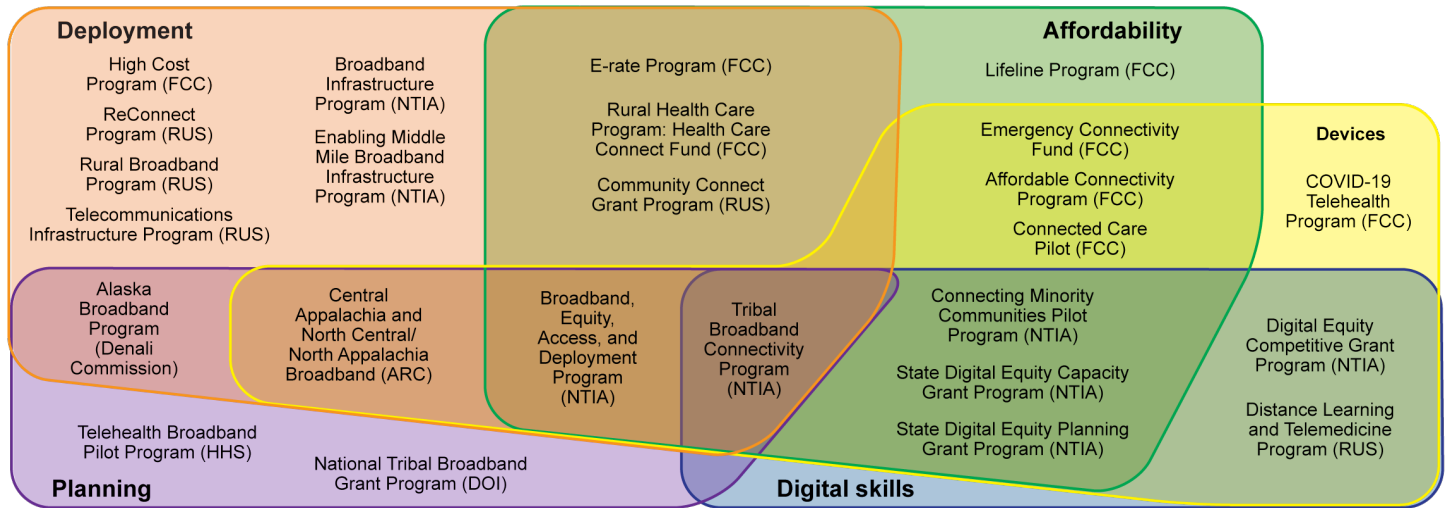 Deployment
High Cost
Program (FCC)
ReConnect
Program (RUS)
Rural Broadband
Program (RUS)
Telecommunications
Infrastructure Program (RUS)
Broadband
Infrastructure
Program (NTIA)
Enabling Middle
Mile Broadband
Infrastructure
Program (NTIA)
E-rate Program (FCC)
Rural Health Care
Program: Health Care
Connect Fund (FCC)
Community Connect
Grant Program (RUS)
Affordability
Lifeline Program (FCC)
Emergency Connectivity
Fund (FCC)
Affordable Connectivity
Program (FCC)
Connected Care
Pilot (FCC)
Devices
COVID-19
Telehealth
Program (FCC)
Alaska
Broadband
Program
(Denali
Commission)
Central
Appalachia and
North Central/
North Appalachia
Broadband (ARC)
Broadband,
Equity,
Access, and
Deployment
Program
(NTIA)
Tribal
Broadband
Connectivity
Program
(NTIA)
Connecting Minority
Communities Pilot
Program (NTIA)
State Digital Equity Capacity
Grant Program (NTIA)
State Digital Equity Planning
Grant Program (NTIA)
Digital Equity
Competitive Grant
Program (NTIA)
Distance Learning
and Telemedicine
Program (RUS)
Telehealth Broadband
Pilot Program (HHS)
National Tribal Broadband
Grant Program (DOI)
Planning
Digital skills